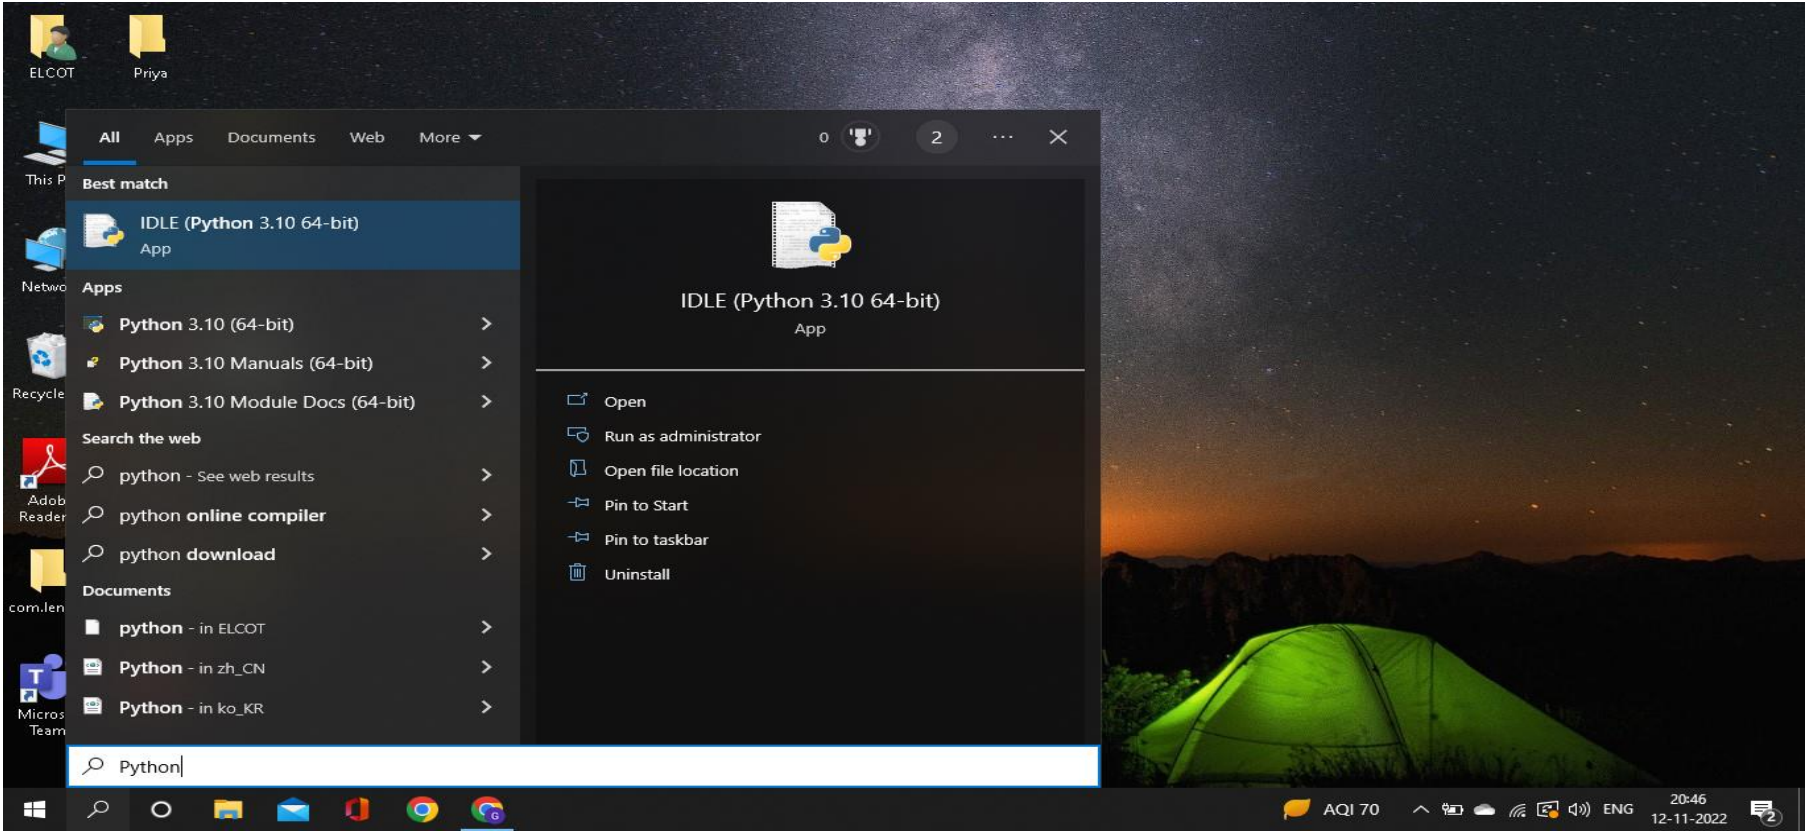 ELCOT
Priya
All Apps Documents Web More
0 2 ...
This P
Best match
IDLE (Python 3.10 64-bit)
App
Netwo
Apps
Python 3.10 (64-bit)
Python 3.10 Manuals (64-bit)
Recycle
Python 3.10 Module Docs (64-bit)
Search the web
python - See web results
Adob
Reader
python online compiler
python download
Documents
com.len
python - in ELCOT
Python - in zh_CN
Micros
Team
Python - in ko_KR
IDLE (Python 3.10 64-bit)
App
Open
Run as administrator
Open file location
Pin to Start
Pin to taskbar
Uninstall
Python
AQI 70
ENG
20:46
12-11-2022
2